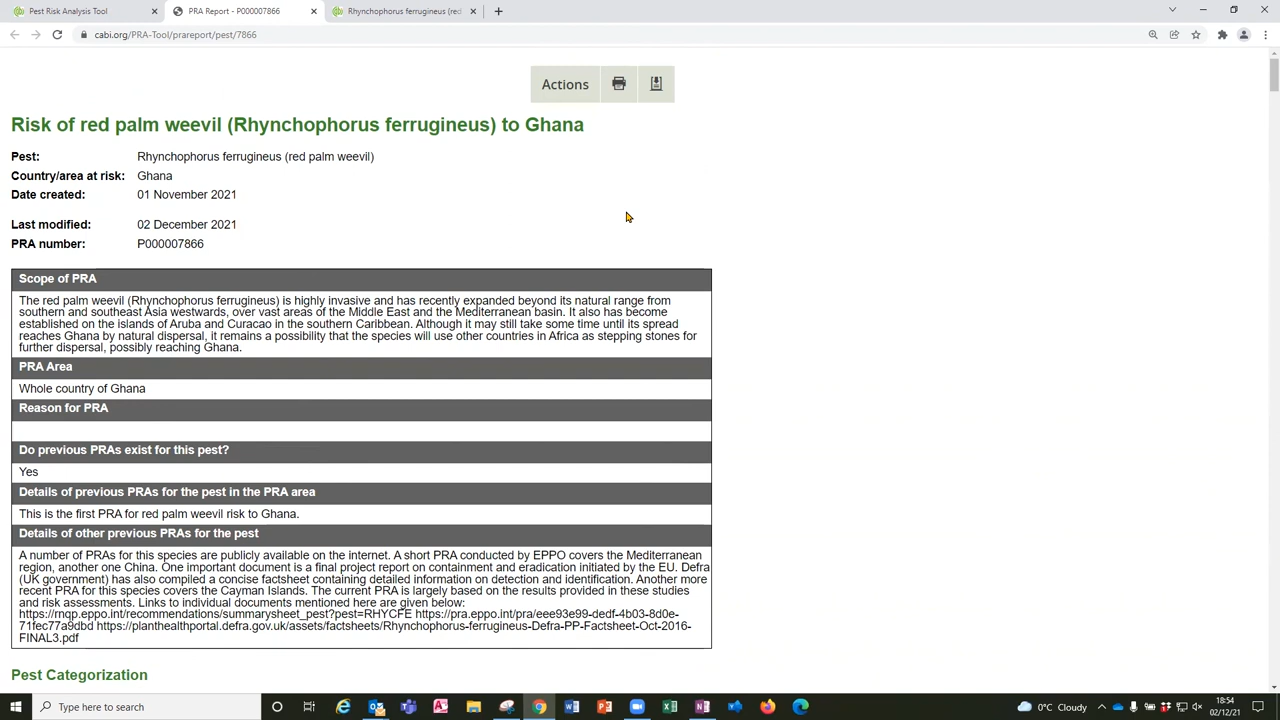 Pest Risk Analysis Tool
PRA Report - P000007866
Rhynchophorus ferrugineus (red
cabi.org/PRA-Tool/prareport/pest/7866
Actions
Risk of red palm weevil (Rhynchophorus ferrugineus) to Ghana
Pest: Rhynchophorus ferrugineus (red palm weevil)
Country/area at risk: Ghana
Date created: 01 November 2021
Last modified: 02 December 2021
PRA number: P000007866
Scope of PRA
The red palm weevil (Rhynchophorus ferrugineus) is highly invasive and has recently expanded beyond its natural range from
southern and southeast Asia westwards, over vast areas of the Middle East and the Mediterranean basin. It also has become
established on the islands of Aruba and Curacao in the southern Caribbean. Although it may still take some time until its spread
reaches Ghana by natural dispersal, it remains a possibility that the species will use other countries in Africa as stepping stones for
further dispersal, possibly reaching Ghana.
PRA Area
Whole country of Ghana
Reason for PRA
Do previous PRAs exist for this pest?
Yes
Details of previous PRAs for the pest in the PRA area
This is the first PRA for red palm weevil risk to Ghana.
Details of other previous PRAs for the pest
A number of PRAs for this species are publicly available on the internet. A short PRA conducted by EPPO covers the Mediterranean
region, another one China. One important document is a final project report on containment and eradication initiated by the EU. Defra
(UK government) has also compiled a concise factsheet containing detailed information on detection and identification. Another more
recent PRA for this species covers the Cayman Islands. The current PRA is largely based on the results provided in these studies
and risk assessments. Links to individual documents mentioned here are given below:
https://rnqp.eppo.int/recommendations/summarysheet_pest?pest=RHYCFE https://pra.eppo.int/pra/eee93e99-dedf-4b03-8d0e-
71fec77a9dbd https://planthealthportal.defra.gov.uk/assets/factsheets/Rhynchophorus-ferrugineus-Defra-PP-Factsheet-Oct-2016-
FINAL3.pdf
Pest Categorization
Type here to search
0°C Cloudy
18:54
02/12/21